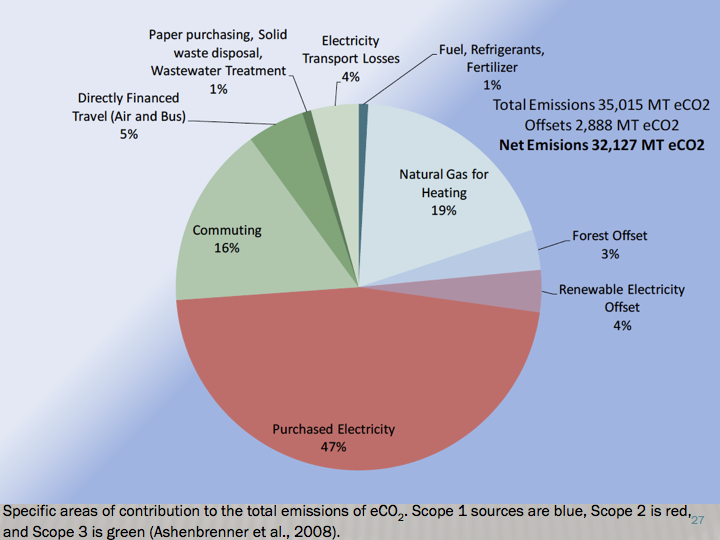 Paper purchasing, Solid
waste disposal,
Wastewater Treatment
1%
Electricity
Transport Losses
4%
Fuel, Refrigerants,
Fertilizer
1%
Directly Financed
Travel (Air and Bus)
5%
Total Emissions 35,015 MT eCO2
Offsets 2,888 MT eCO2
Net Emisions 32,127 MT eCO2
Natural Gas for
Heating
19%
Commuting
16%
Forest Offset
3%
Renewable Electricity
Offset
4%
Purchased Electricity
47%
Specific areas of contribution to the total emissions of eCO2. Scope 1 sources are blue, Scope 2 is red,
and Scope 3 is green (Ashenbrenner et al., 2008).
27